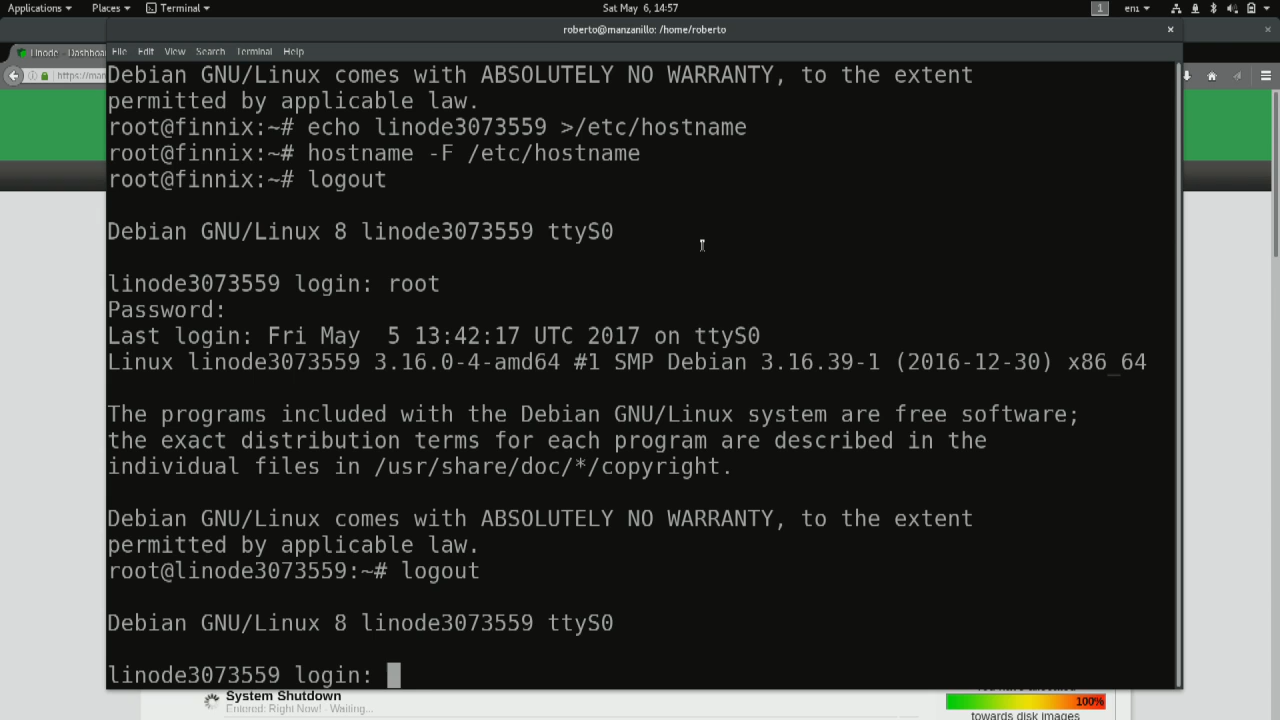 Applications Places Terminal Sat May 6, 14:57 1 en1
roberto@manzanillo: /home/roberto ×
Linode - Dashboa
https://man
File Edit View Search Terminal Help
Debian GNU/Linux comes with ABSOLUTELY NO WARRANTY, to the extent
permitted by applicable law.
root@finnix:~# echo linode3073559 >/etc/hostname
root@finnix:~# hostname -F /etc/hostname
root@finnix:~# logout
Debian GNU/Linux 8 linode3073559 ttyS0
linode3073559 login: root
Password:
Last login: Fri May  5 13:42:17 UTC 2017 on ttyS0
Linux linode3073559 3.16.0-4-amd64 #1 SMP Debian 3.16.39-1 (2016-12-30) x86_64
The programs included with the Debian GNU/Linux system are free software;
the exact distribution terms for each program are described in the
individual files in /usr/share/doc/*/copyright.
Debian GNU/Linux comes with ABSOLUTELY NO WARRANTY, to the extent
permitted by applicable law.
root@linode3073559:~# logout
Debian GNU/Linux 8 linode3073559 ttyS0
linode3073559 login:
System Shutdown
Entered: Right Now! - Waiting...
100%
towards disk images